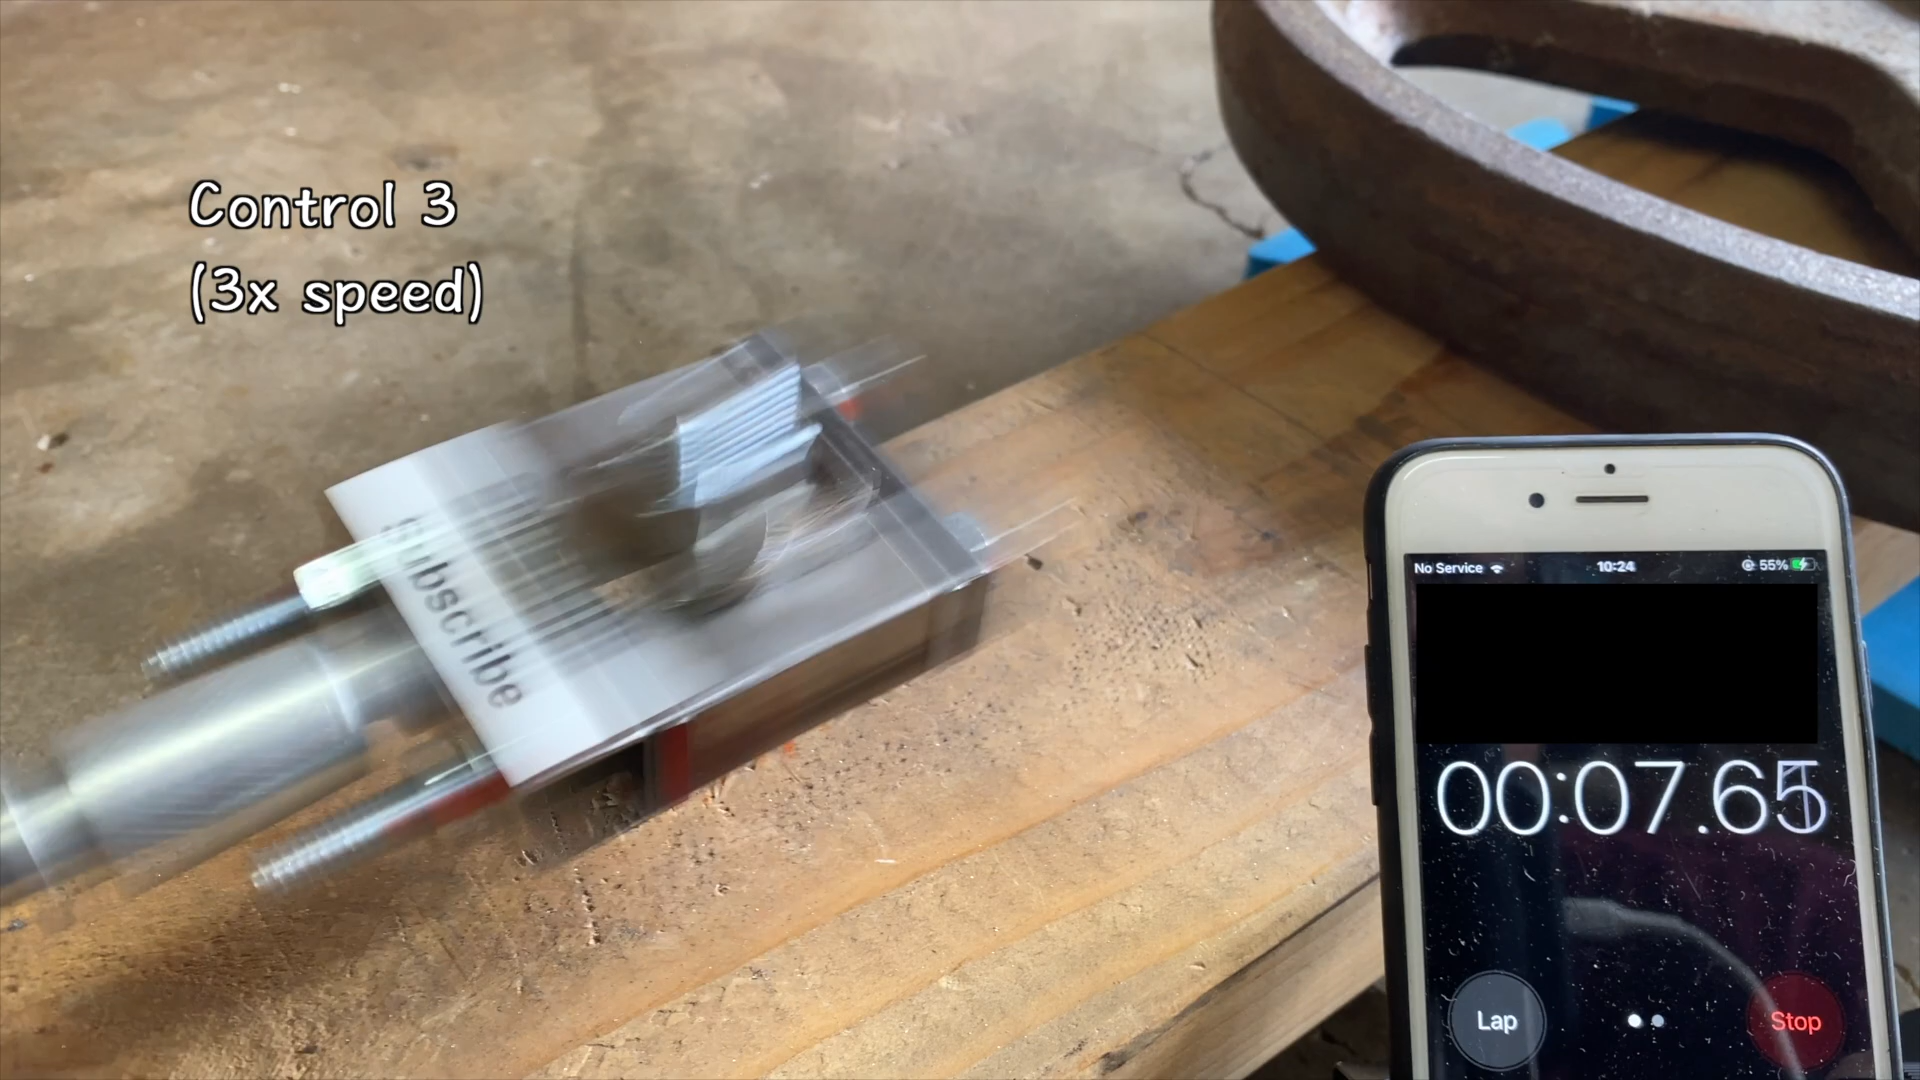 Control 3
(3x speed)
Subscribe
No Service
10:24
55%
00:07.65
Lap
Stop